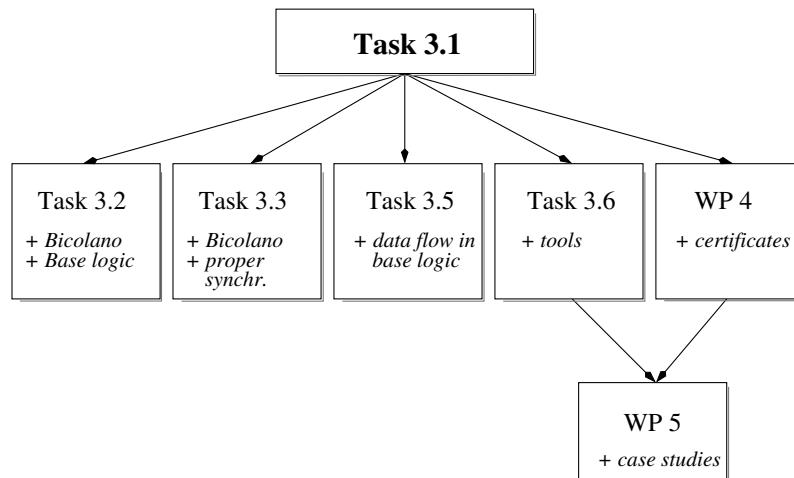 Task 3.1
Task 3.2
+ Bicolano
+ Base logic
Task 3.3
+ Bicolano
+ proper
synchr.
Task 3.5
+ data flow in
base logic
Task 3.6
+ tools
WP 4
+ certificates
WP 5
+ case studies